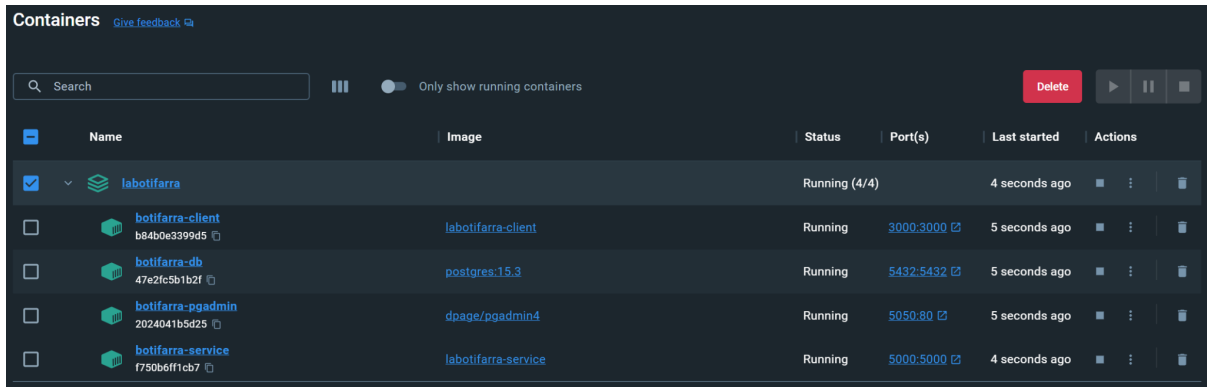 Containers Give feedback
Search Only show running containers Delete
Name Image Status Port(s) Last started Actions
labotifarra Running (4/4) 4 seconds ago
botifarra-client
b84b0e3399d5 labotifarra-client Running 3000:3000 5 seconds ago
botifarra-db
47e2fc5b1b2f postgres:15.3 Running 5432:5432 5 seconds ago
botifarra-pgadmin
2024041b5d25 dpage/pgadmin4 Running 5050:80 5 seconds ago
botifarra-service
f750b6ff1cb7 labotifarra-service Running 5000:5000 4 seconds ago